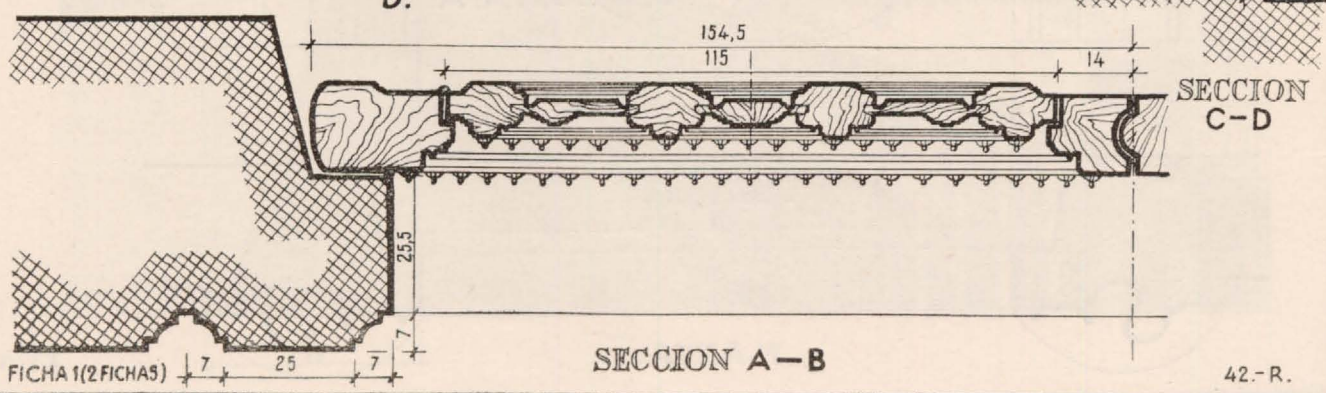 D.
154,5
115
14
SECCION
C-D
25,5
7
SECCION A-B
FICHA 1(2 FICHAS)
7
25
7
42.-R.